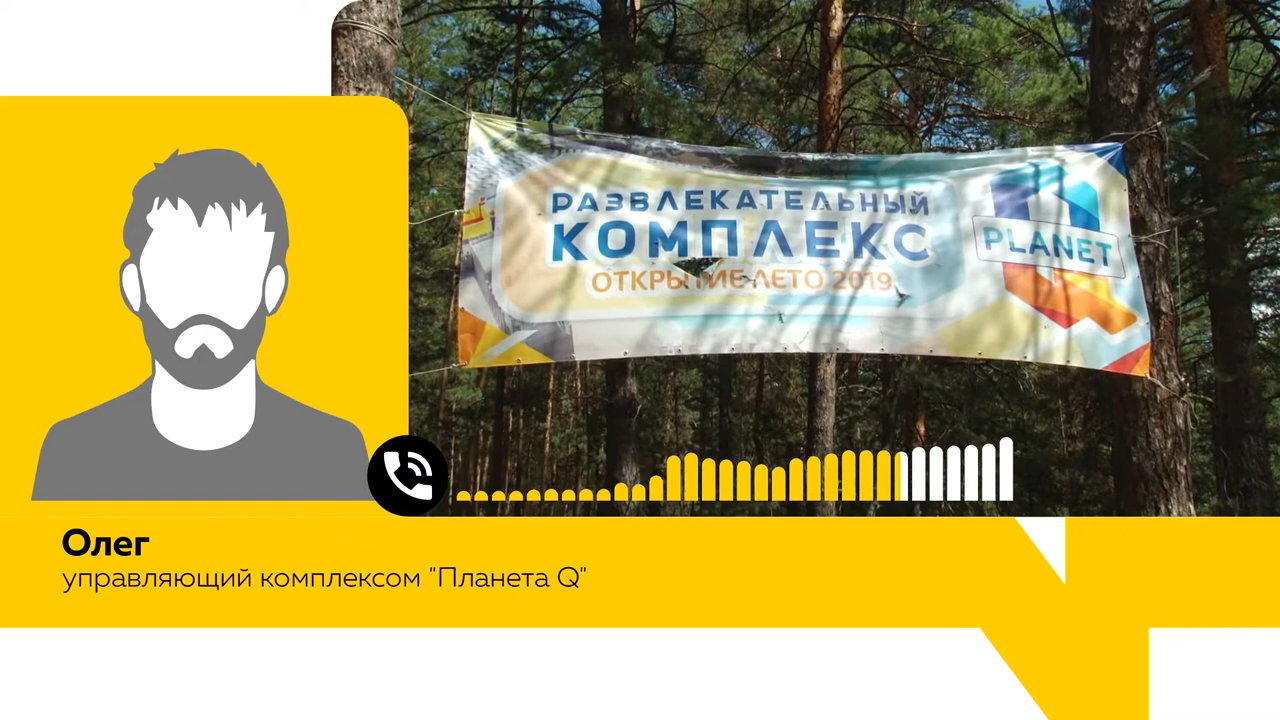 РАЗВЛЕКАТЕЛЬНЫЙ
КОМПЛЕКС
ОТКРЫТИЕ ЛЕТО 2019
PLANET
Q
Олег
управляющий комплексом "Планета Q"